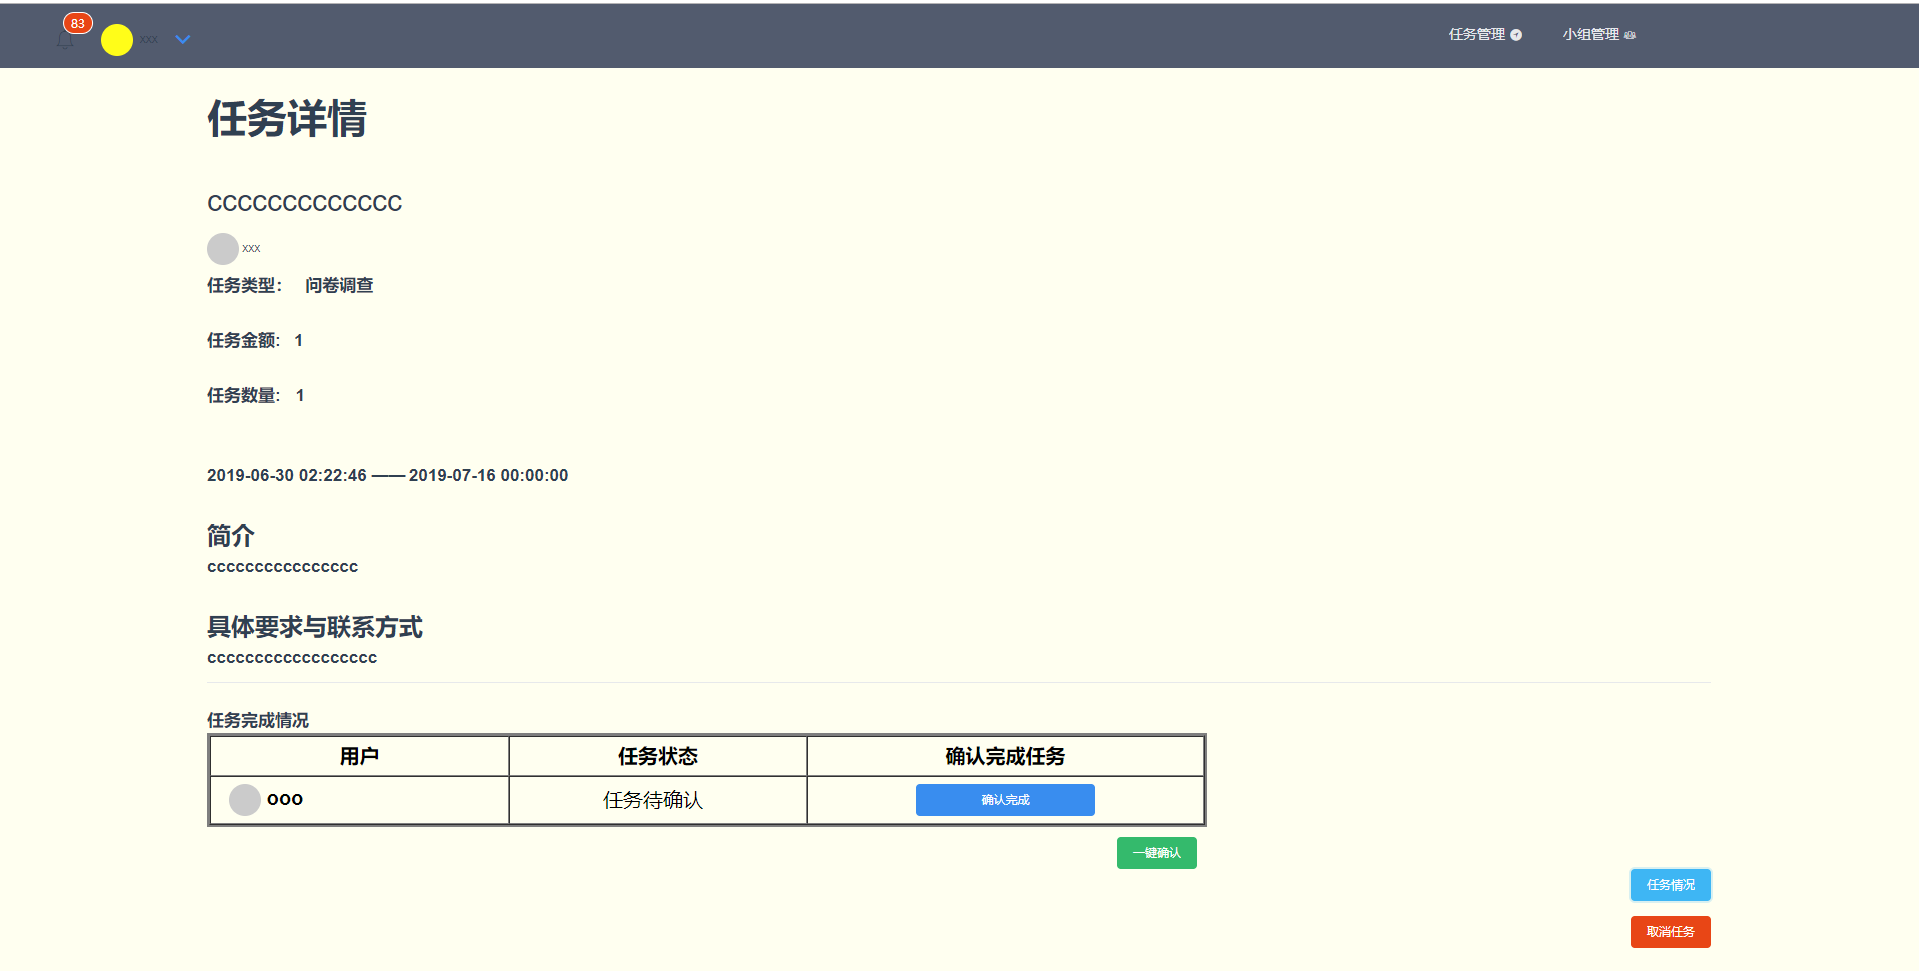 83
xxx
任务管理
小组管理
任务详情
CCCCCCCCCCCCC
xxx
任务类型： 问卷调查
任务金额: 1
任务数量: 1
2019-06-30 02:22:46 —— 2019-07-16 00:00:00
简介
cccccccccccccccc
具体要求与联系方式
cccccccccccccccccc
任务完成情况
用户 任务状态 确认完成任务
ooo 任务待确认 确认完成
一键确认
任务情况
取消任务